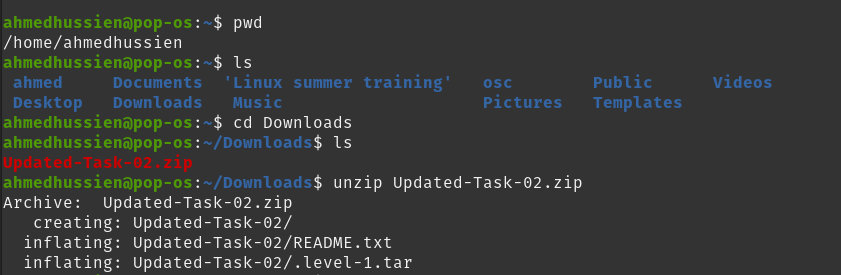 ahmedhussien@pop-os:~$ pwd
/home/ahmedhussien
ahmedhussien@pop-os:~$ ls
ahmed Documents 'Linux summer training' osc Public Videos
Desktop Downloads Music Pictures Templates
ahmedhussien@pop-os:~$ cd Downloads
ahmedhussien@pop-os:~/Downloads$ ls
Updated-Task-02.zip
ahmedhussien@pop-os:~/Downloads$ unzip Updated-Task-02.zip
Archive:  Updated-Task-02.zip
   creating: Updated-Task-02/
  inflating: Updated-Task-02/README.txt
  inflating: Updated-Task-02/.level-1.tar